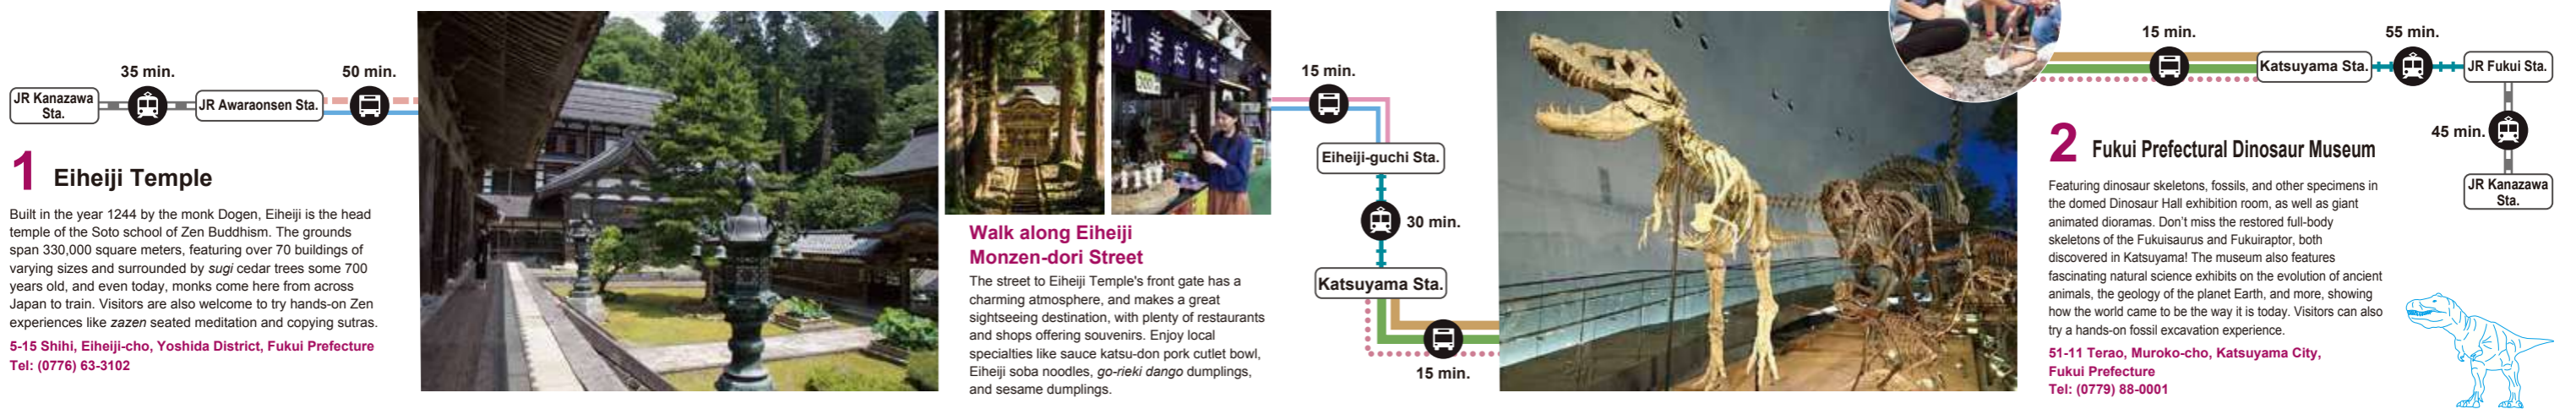 35 min.
50 min.
JR Kanazawa
Sta.
JR Awaraonsen Sta.
1 Eiheiji Temple
Built in the year 1244 by the monk Dogen, Eiheiji is the head
temple of the Soto school of Zen Buddhism. The grounds
span 330,000 square meters, featuring over 70 buildings of
varying sizes and surrounded by sugi cedar trees some 700
years old, and even today, monks come here from across
Japan to train. Visitors are also welcome to try hands-on Zen
experiences like zazen seated meditation and copying sutras.
5-15 Shihi, Eiheiji-cho, Yoshida District, Fukui Prefecture
Tel: (0776) 63-3102
Walk along Eiheiji
Monzen-dori Street
The street to Eiheiji Temple's front gate has a
charming atmosphere, and makes a great
sightseeing destination, with plenty of restaurants
and shops offering souvenirs. Enjoy local
specialties like sauce katsu-don pork cutlet bowl,
Eiheiji soba noodles, go-rieki dango dumplings,
and sesame dumplings.
15 min.
Eiheiji-guchi Sta.
30 min.
Katsuyama Sta.
15 min.
15 min.
55 min.
Katsuyama Sta.
JR Fukui Sta.
45 min.
JR Kanazawa
Sta.
2 Fukui Prefectural Dinosaur Museum
Featuring dinosaur skeletons, fossils, and other specimens in
the domed Dinosaur Hall exhibition room, as well as giant
animated dioramas. Don't miss the restored full-body
skeletons of the Fukuisaurus and Fukuiraptor, both
discovered in Katsuyama! The museum also features
fascinating natural science exhibits on the evolution of ancient
animals, the geology of the planet Earth, and more, showing
how the world came to be the way it is today. Visitors can also
try a hands-on fossil excavation experience.
51-11 Terao, Muroko-cho, Katsuyama City,
Fukui Prefecture
Tel: (0779) 88-0001